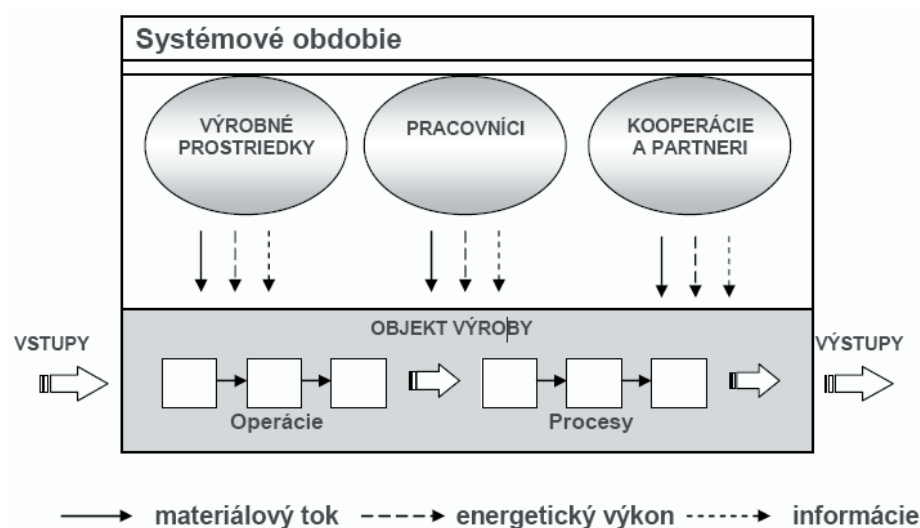 Systémové obdobie
VÝROBNÉ
PROSTRIEDKY
PRACOVNÍCI
KOOPERÁCIE
A PARTNERI
OBJEKT VÝROBY
VSTUPY
VÝSTUPY
Operácie
Procesy
materiálový tok
energetický výkon
informácie